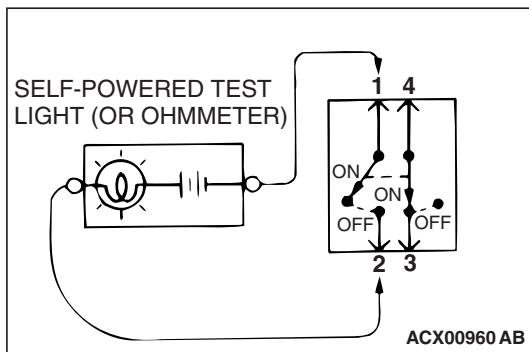 SELF-POWERED TEST
LIGHT (OR OHMMETER)
1 4
ON
ON
OFF
OFF
2 3
ACX00960 AB